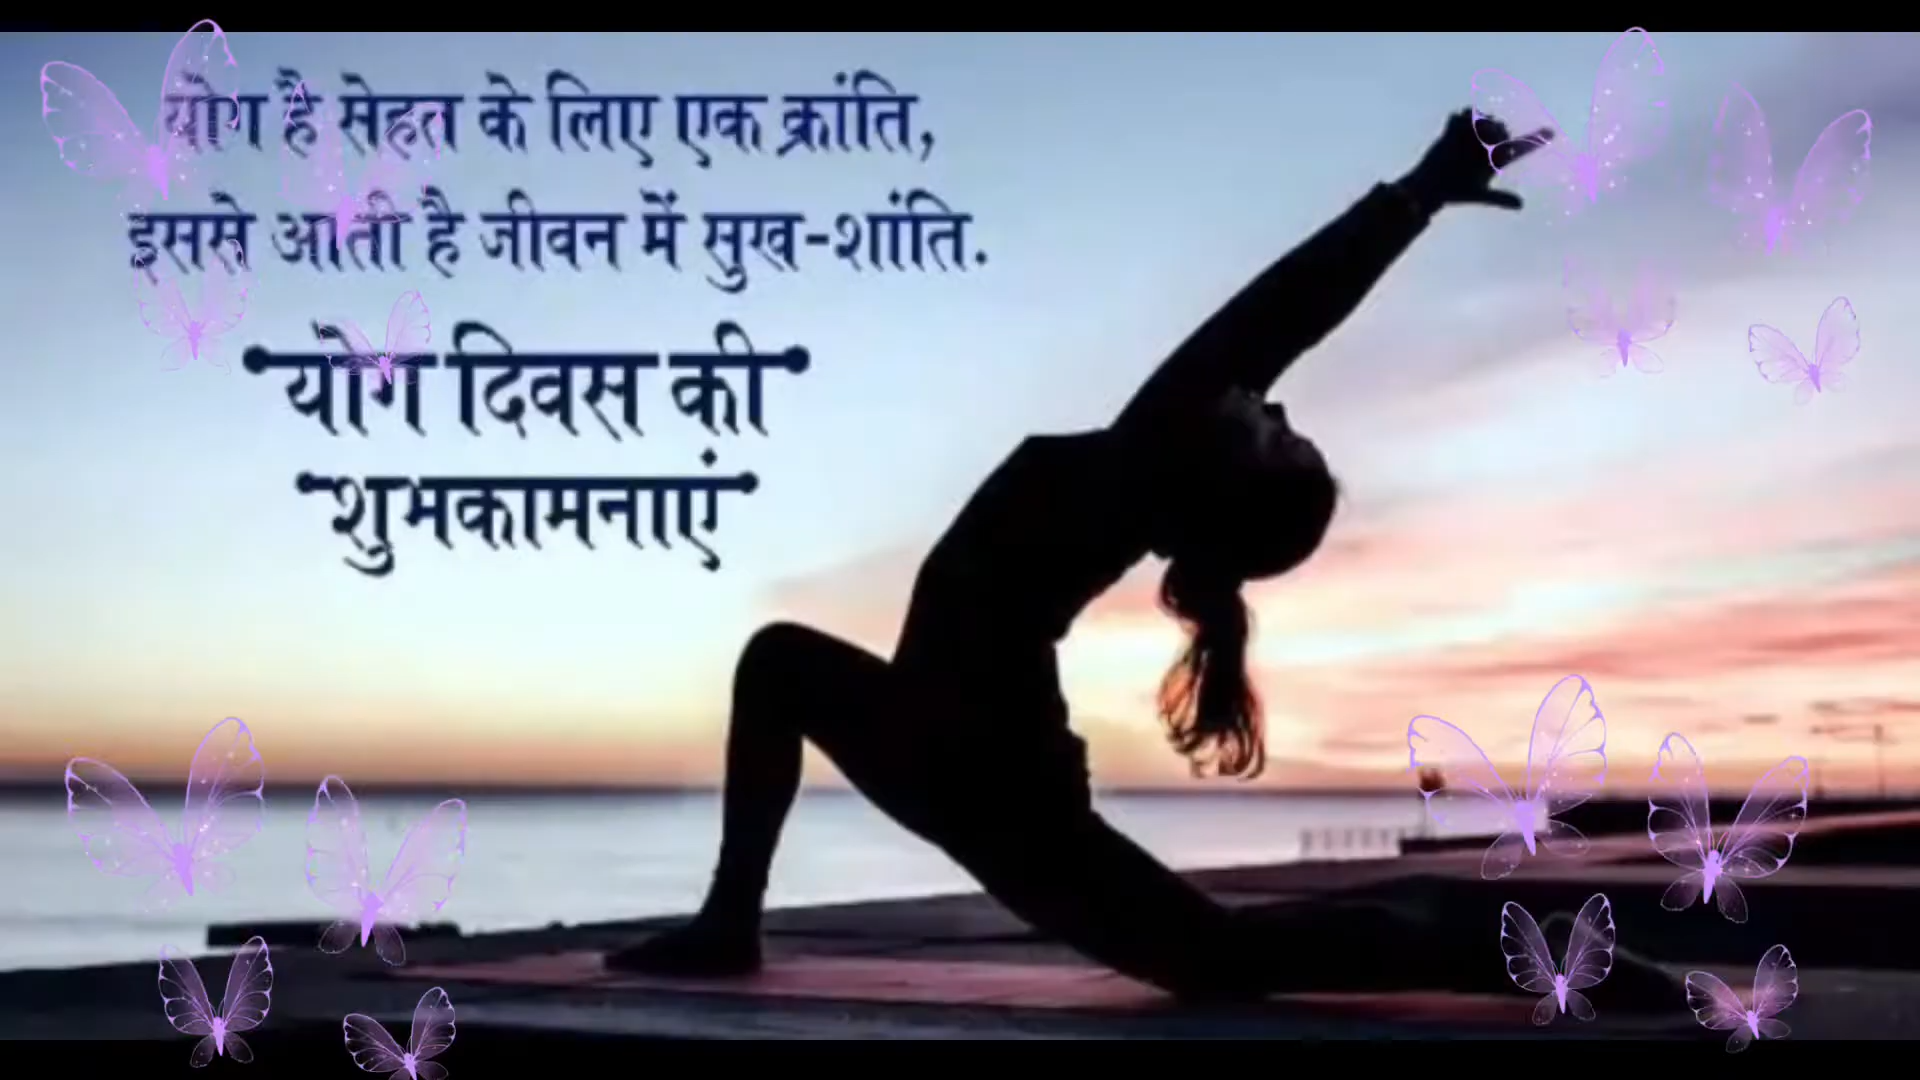 योग है सेहत के लिए एक क्रांति,
इससे आती है जीवन में सुख-शांति.
योग दिवस की
शुभकामनाएं